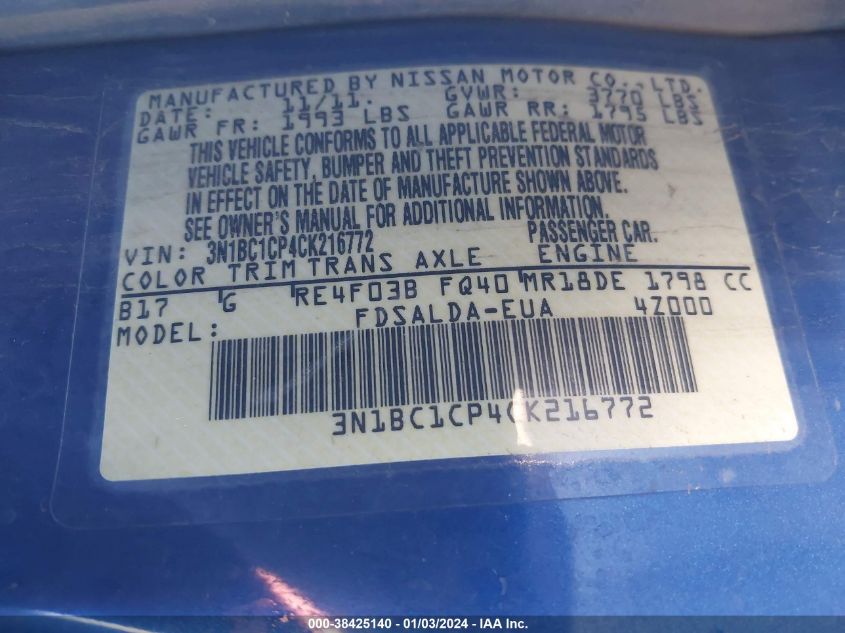 MANUFACTURED BY NISSAN MOTOR CO., LTD.
DATE: 11/11. GVWR: 3770 LBS
GAWR FR: 1993 LBS GAWR RR: 1795 LBS
THIS VEHICLE CONFORMS TO ALL APPLICABLE FEDERAL MOTOR
VEHICLE SAFETY, BUMPER AND THEFT PREVENTION STANDARDS
IN EFFECT ON THE DATE OF MANUFACTURE SHOWN ABOVE.
SEE OWNER'S MANUAL FOR ADDITIONAL INFORMATION.
VIN: 3N1BC1CP4CK216772 PASSENGER CAR.
COLOR TRIM TRANS AXLE ENGINE
B17 G RE4F03B FQ40 MR18DE 1798 CC
MODEL: FDSALDA-EUA 4Z000
3N1BC1CP4CK216772
000-38425140 - 01/03/2024 - IAA Inc.